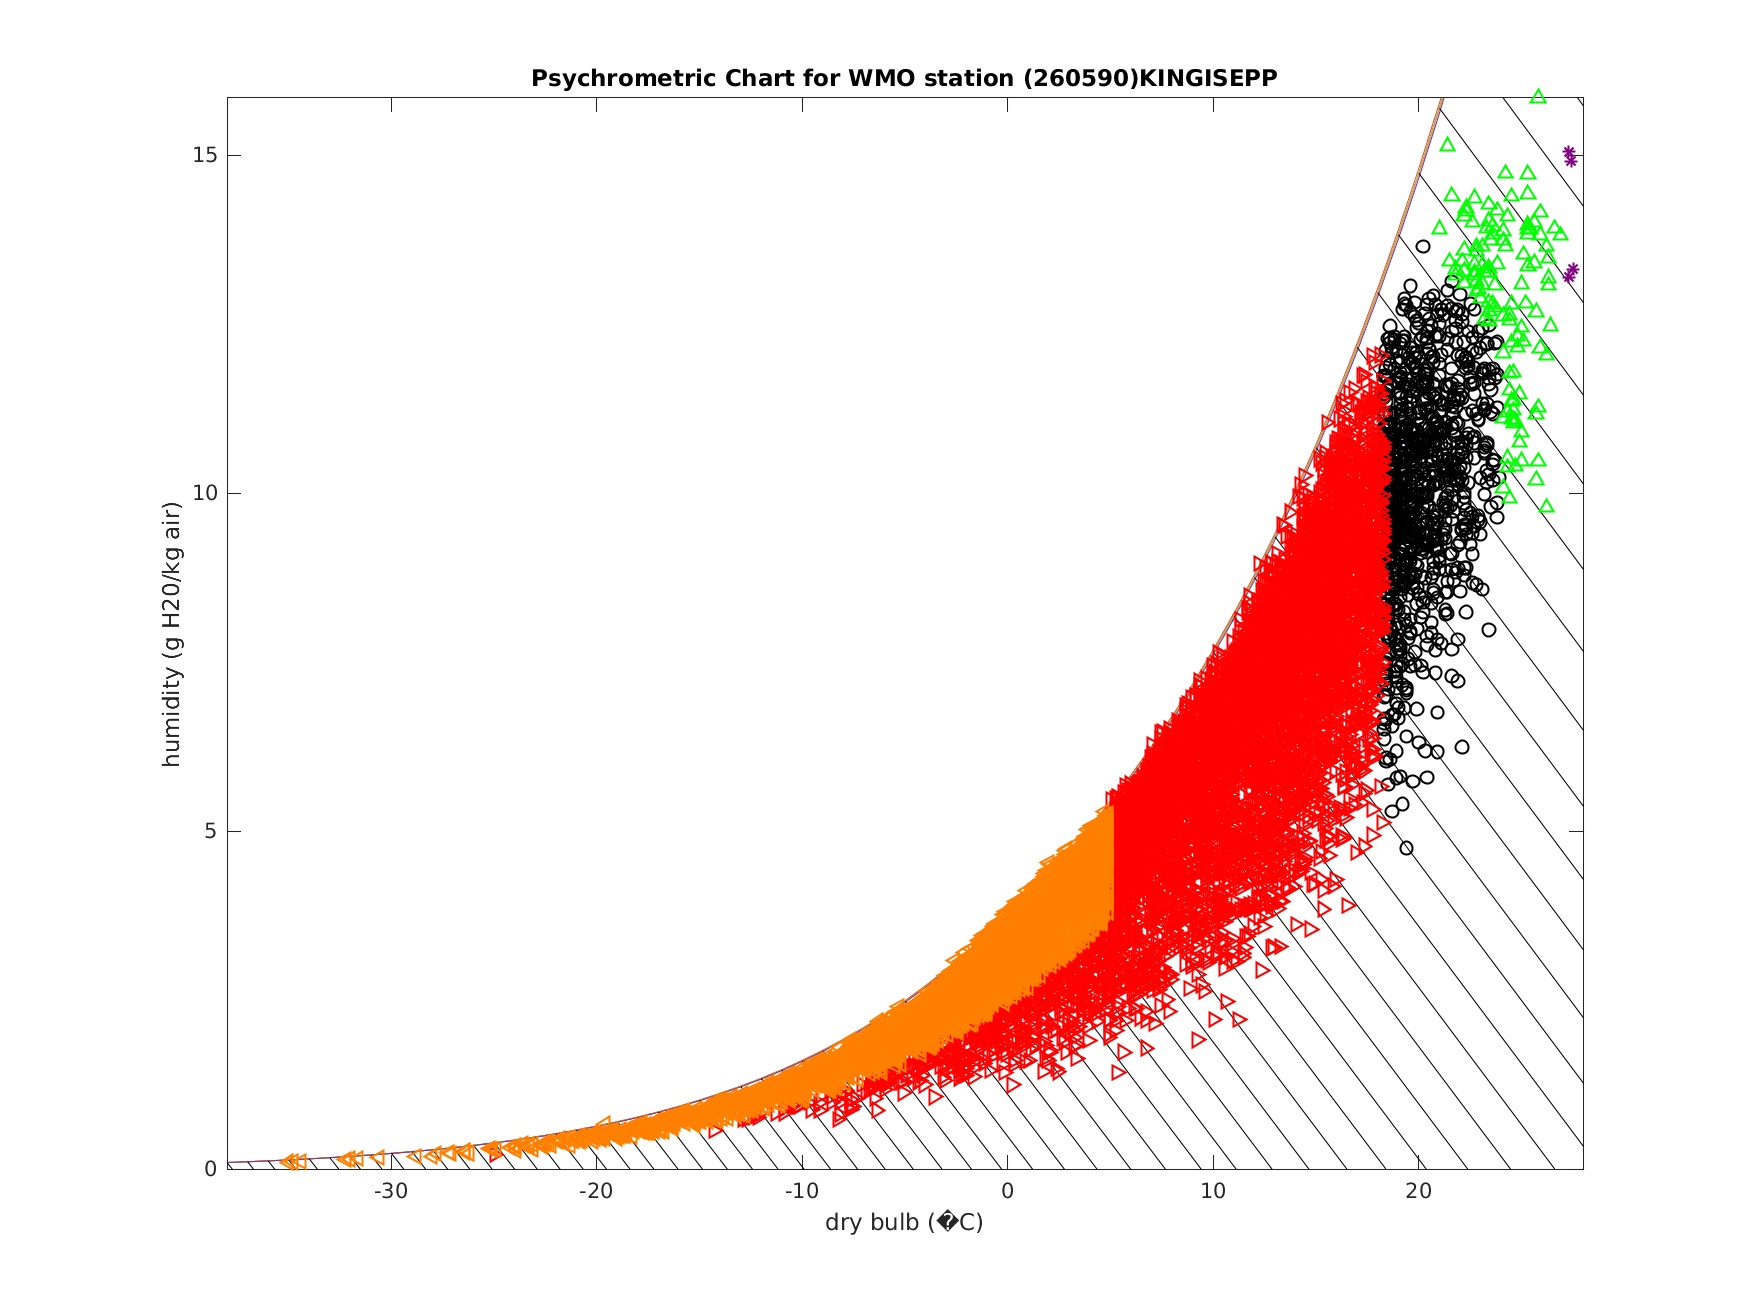 Psychrometric Chart for WMO station (260590)KINGISEPP
humidity (g H20/kg air)
15
10
5
0
-30 -20 -10 0 10 20
dry bulb (�C)